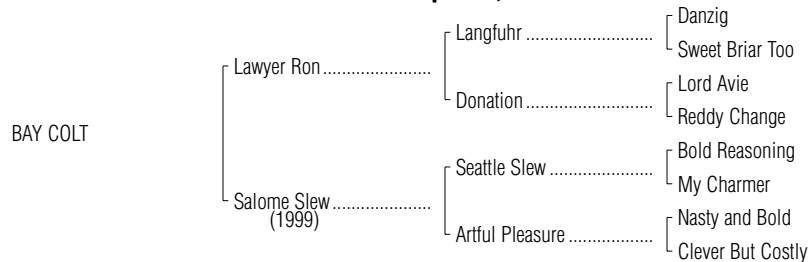 Danzig
Langfuhr ........................
Sweet Briar Too
Lawyer Ron......................
Lord Avie
Donation ........................
Reddy Change
BAY COLT
Bold Reasoning
Seattle Slew ....................
My Charmer
Salome Slew ....................
(1999)
Nasty and Bold
Artful Pleasure .................
Clever But Costly